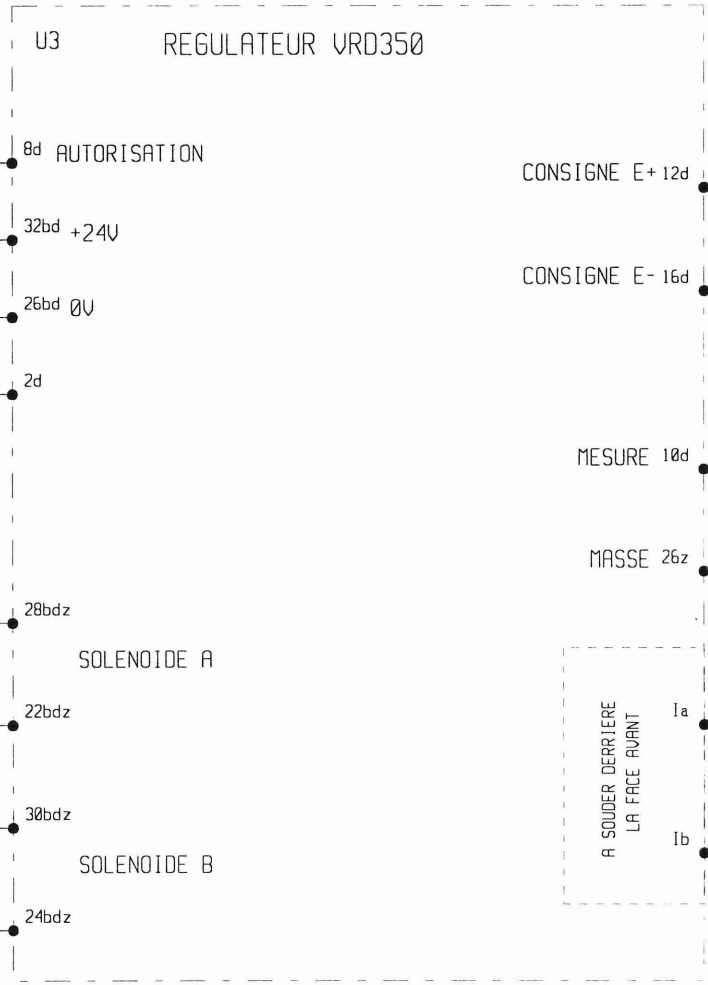 U3 REGULATEUR VRD350
8d AUTORISATION
CONSIGNE E+ 12d
32bd +24V
CONSIGNE E- 16d
26bd 0V
2d
MESURE 10d
MASSE 26z
28bdz
SOLENOIDE A
22bdz
Ia
A SOUDER DERRIERE
LA FACE AVANT
30bdz
Ib
SOLENOIDE B
24bdz